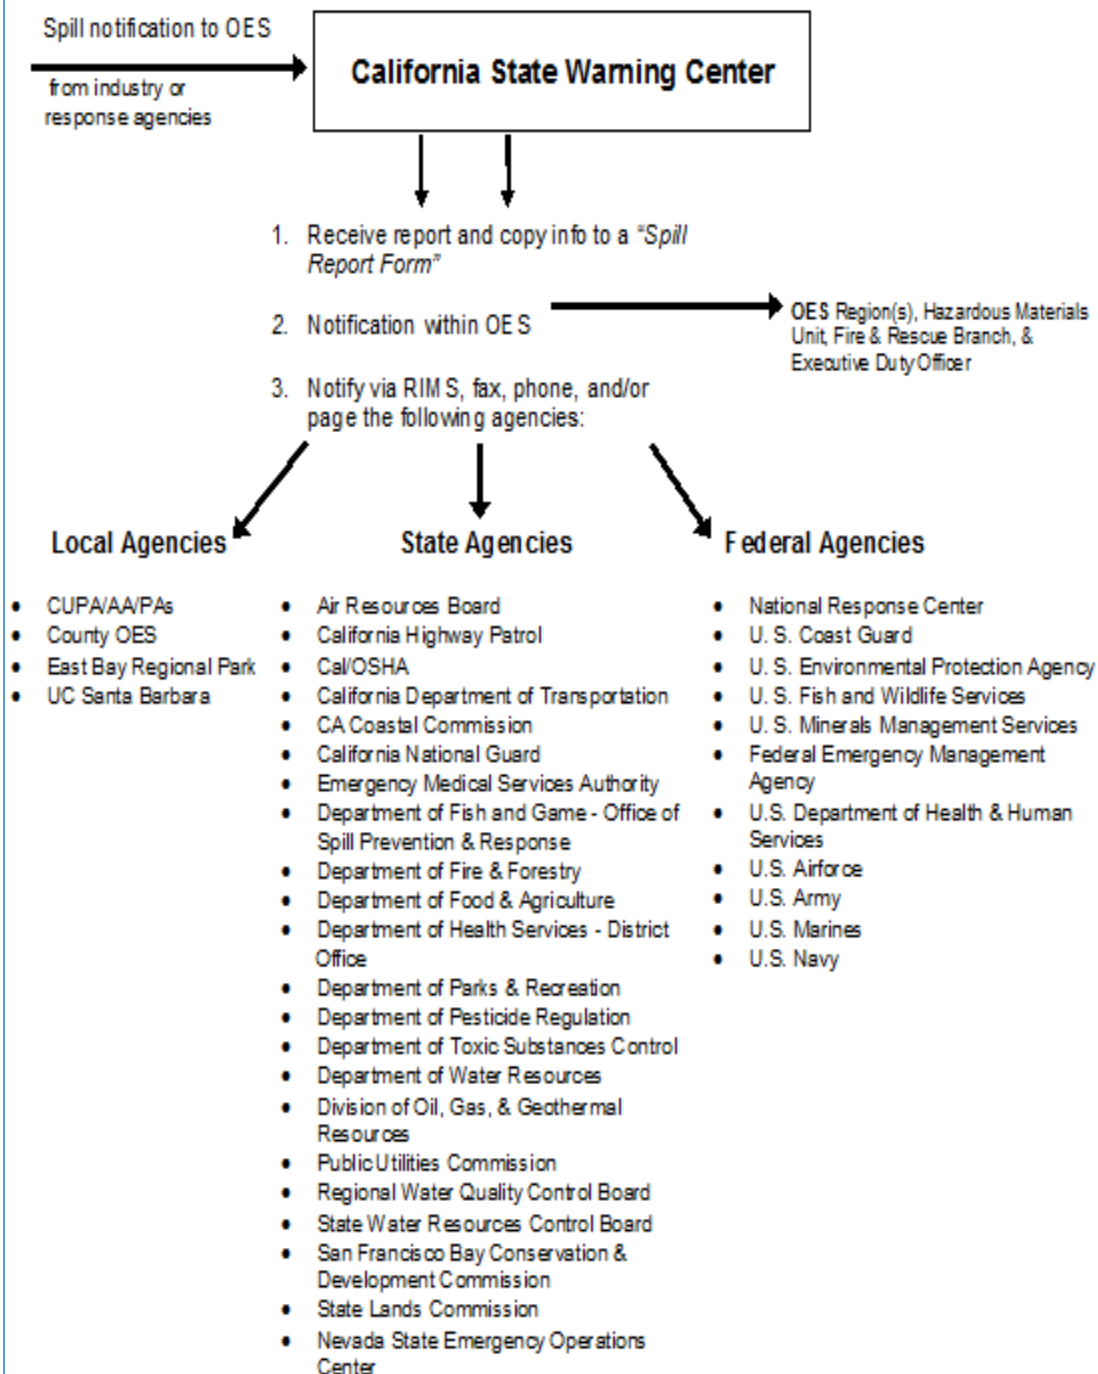 Spill notification to OES
from industry or
response agencies
California State Warning Center
1. Receive report and copy info to a “Spill
Report Form”
2. Notification within OES
OES Region(s), Hazardous Materials
Unit, Fire & Rescue Branch, &
Executive Duty Officer
3. Notify via RIMS, fax, phone, and/or
page the following agencies:
Local Agencies
• CUPA/AA/PAs
• County OES
• East Bay Regional Park
• UC Santa Barbara
State Agencies
• Air Resources Board
• California Highway Patrol
• Cal/OSHA
• California Department of Transportation
• CA Coastal Commission
• California National Guard
• Emergency Medical Services Authority
• Department of Fish and Game - Office of
Spill Prevention & Response
• Department of Fire & Forestry
• Department of Food & Agriculture
• Department of Health Services - District
Office
• Department of Parks & Recreation
• Department of Pesticide Regulation
• Department of Toxic Substances Control
• Department of Water Resources
• Division of Oil, Gas, & Geothermal
Resources
• Public Utilities Commission
• Regional Water Quality Control Board
• State Water Resources Control Board
• San Francisco Bay Conservation &
Development Commission
• State Lands Commission
• Nevada State Emergency Operations
Center
Federal Agencies
• National Response Center
• U. S. Coast Guard
• U. S. Environmental Protection Agency
• U. S. Fish and Wildlife Services
• U. S. Minerals Management Services
• Federal Emergency Management
Agency
• U.S. Department of Health & Human
Services
• U.S. Airforce
• U.S. Army
• U.S. Marines
• U.S. Navy